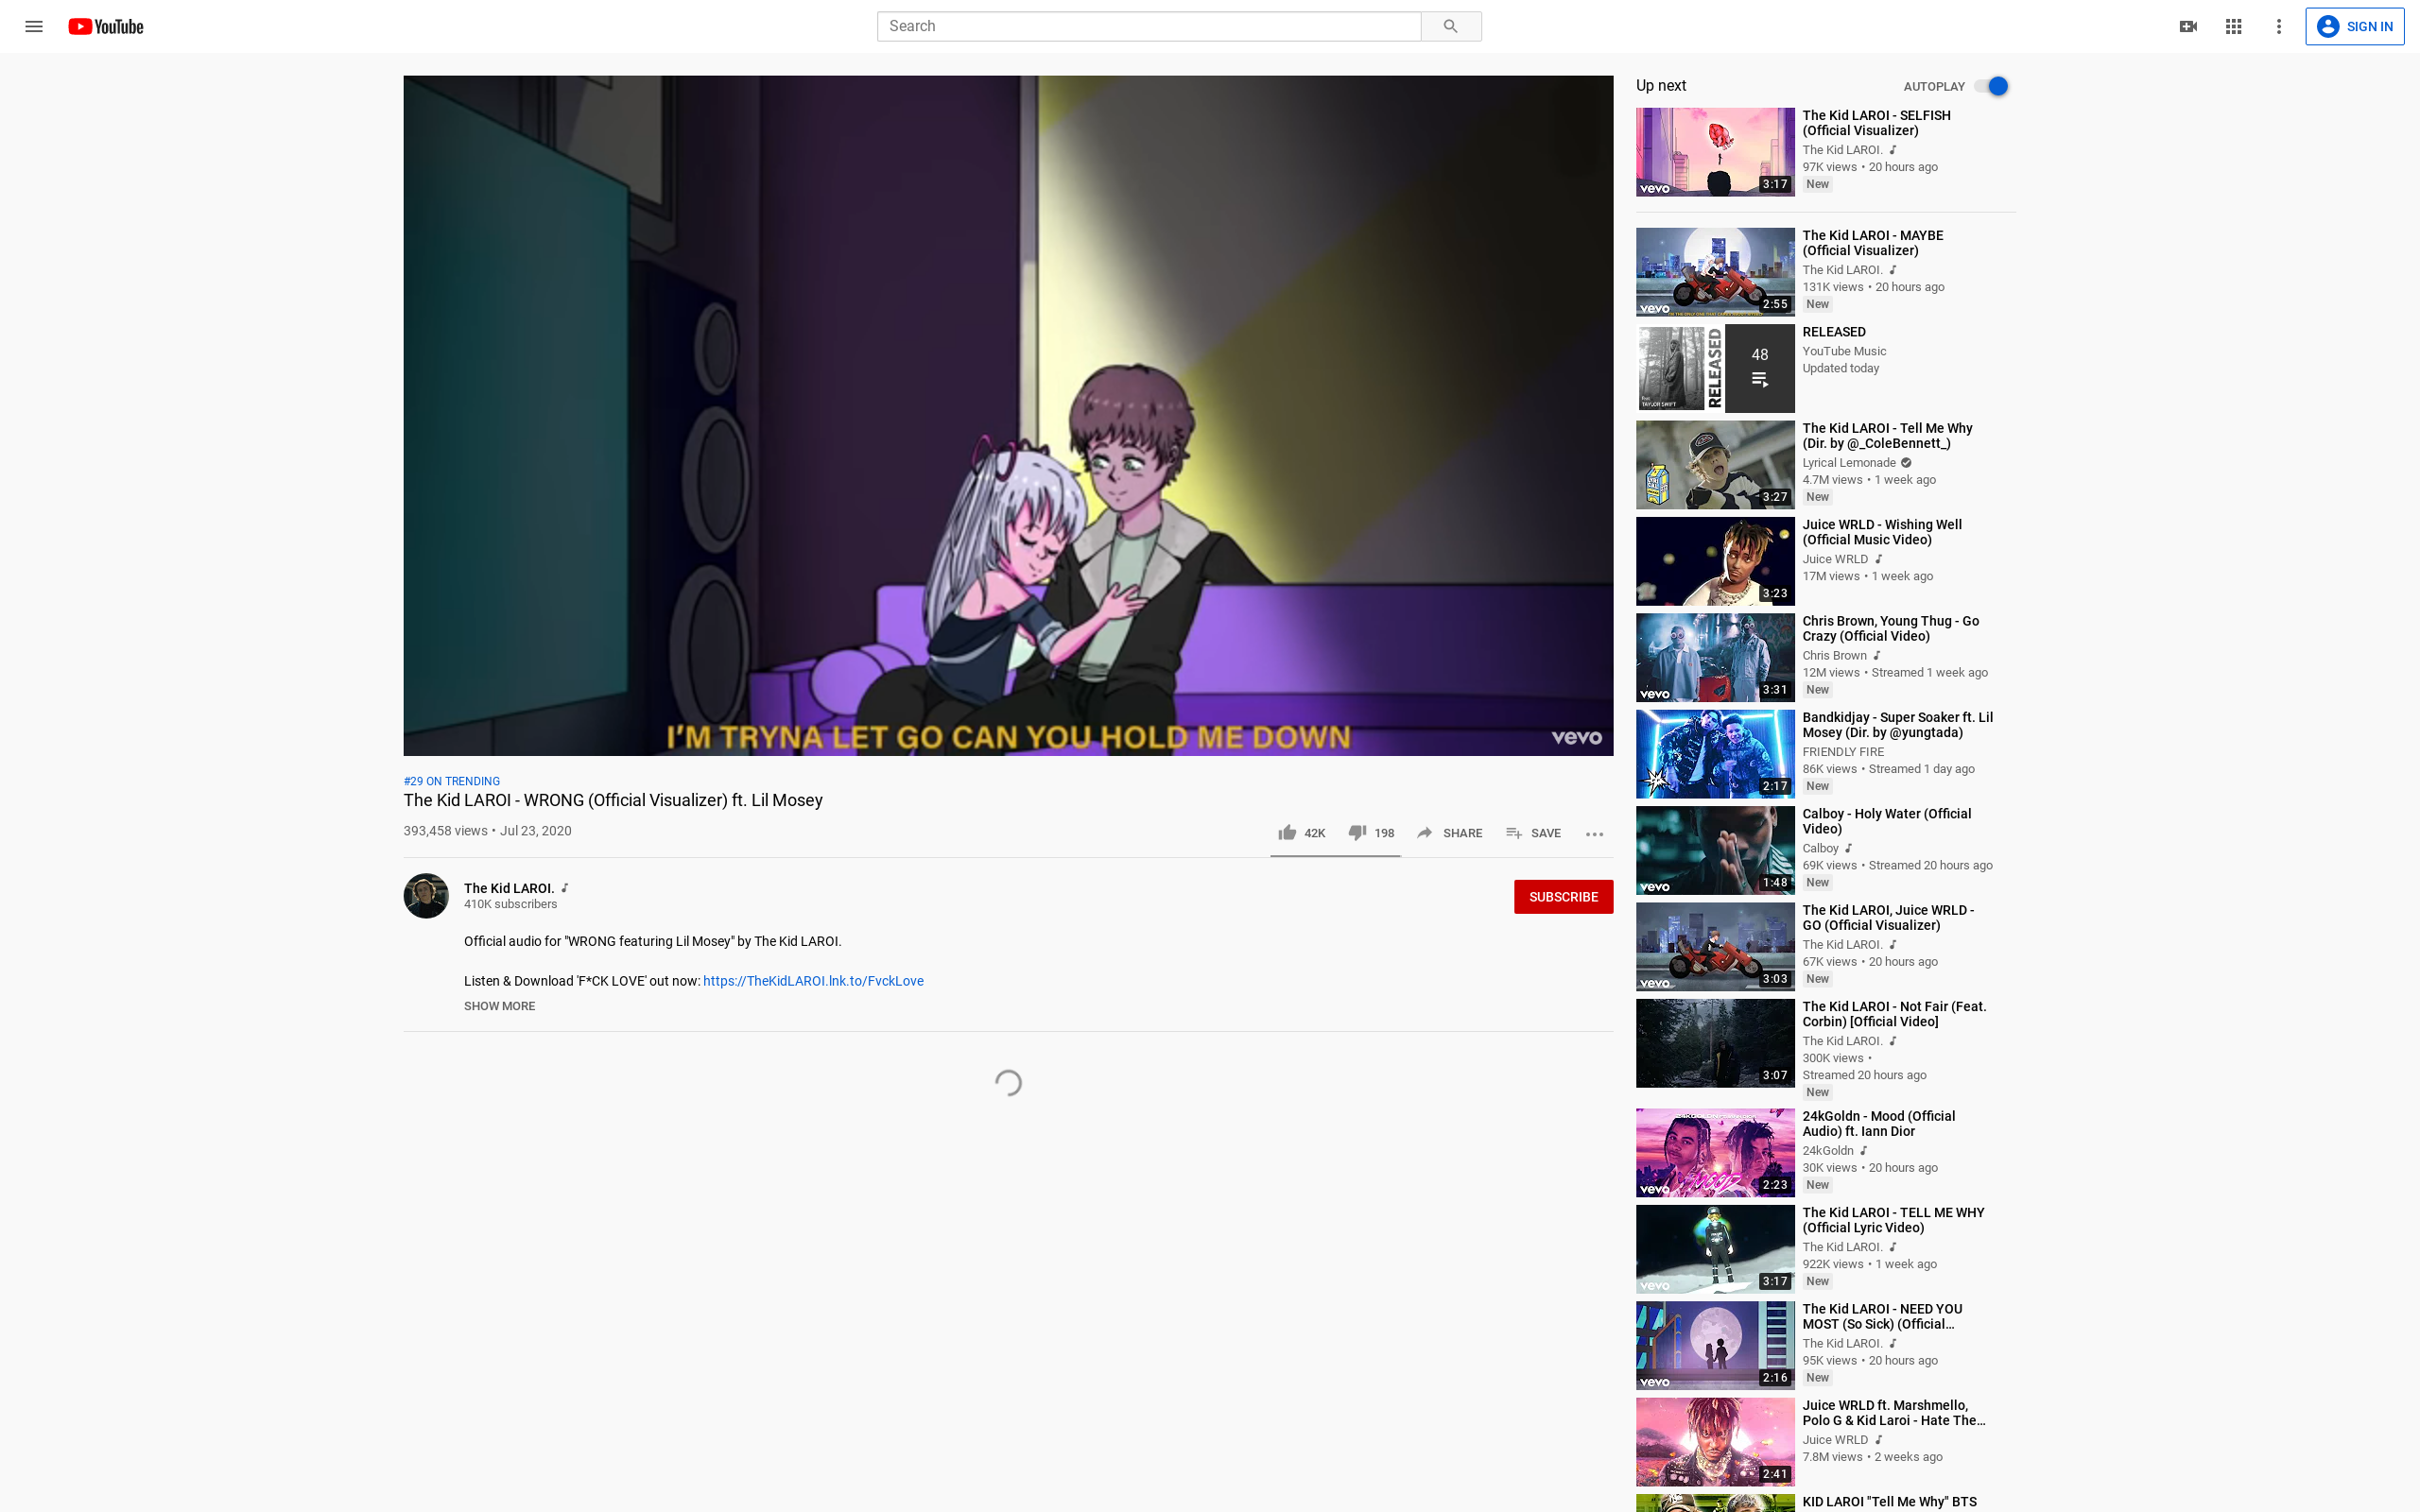 YouTube
Search
SIGN IN
I'M TRYNA LET GO CAN YOU HOLD ME DOWN
vevo
#29 ON TRENDING
The Kid LAROI - WRONG (Official Visualizer) ft. Lil Mosey
393,458 views • Jul 23, 2020
42K
198
SHARE
SAVE
The Kid LAROI.
410K subscribers
SUBSCRIBE
Official audio for "WRONG featuring Lil Mosey" by The Kid LAROI.
Listen & Download 'F*CK LOVE' out now: https://TheKidLAROI.lnk.to/FvckLove
SHOW MORE
Up next
AUTOPLAY
vevo
3:17
The Kid LAROI - SELFISH
(Official Visualizer)
The Kid LAROI.
97K views • 20 hours ago
New
vevo
2:55
The Kid LAROI - MAYBE
(Official Visualizer)
The Kid LAROI.
131K views • 20 hours ago
New
TAYLOR SWIFT
RELEASED
48
RELEASED
YouTube Music
Updated today
3:27
The Kid LAROI - Tell Me Why
(Dir. by @_ColeBennett_)
Lyrical Lemonade
4.7M views • 1 week ago
New
3:23
Juice WRLD - Wishing Well
(Official Music Video)
Juice WRLD
17M views • 1 week ago
vevo
3:31
Chris Brown, Young Thug - Go
Crazy (Official Video)
Chris Brown
12M views • Streamed 1 week ago
New
2:17
Bandkidjay - Super Soaker ft. Lil
Mosey (Dir. by @yungtada)
FRIENDLY FIRE
86K views • Streamed 1 day ago
New
vevo
1:48
Calboy - Holy Water (Official
Video)
Calboy
69K views • Streamed 20 hours ago
New
vevo
3:03
The Kid LAROI, Juice WRLD -
GO (Official Visualizer)
The Kid LAROI.
67K views • 20 hours ago
New
3:07
The Kid LAROI - Not Fair (Feat.
Corbin) [Official Video]
The Kid LAROI.
300K views •
Streamed 20 hours ago
New
vevo
2:23
24kGoldn - Mood (Official
Audio) ft. Iann Dior
24kGoldn
30K views • 20 hours ago
New
vevo
3:17
The Kid LAROI - TELL ME WHY
(Official Lyric Video)
The Kid LAROI.
922K views • 1 week ago
New
vevo
2:16
The Kid LAROI - NEED YOU
MOST (So Sick) (Official…
The Kid LAROI.
95K views • 20 hours ago
New
2:41
Juice WRLD ft. Marshmello,
Polo G & Kid Laroi - Hate The…
Juice WRLD
7.8M views • 2 weeks ago
KID LAROI "Tell Me Why" BTS